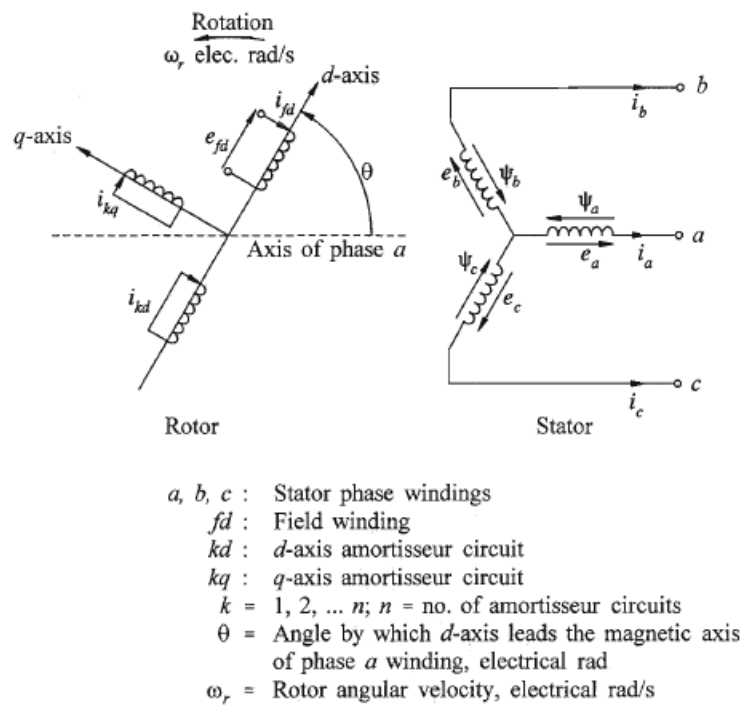 Rotation
ω_r elec. rad/s
d-axis
i_fd
e_fd
q-axis
θ
i_kq
Axis of phase a
i_kd
Rotor
b
i_b
e_b
ψ_b
ψ_a
a
e_a
i_a
ψ_c
e_c
c
i_c
Stator
a, b, c : Stator phase windings
fd : Field winding
kd : d-axis amortisseur circuit
kq : q-axis amortisseur circuit
k = 1, 2, ... n; n = no. of amortisseur circuits
θ = Angle by which d-axis leads the magnetic axis
of phase a winding, electrical rad
ω_r = Rotor angular velocity, electrical rad/s